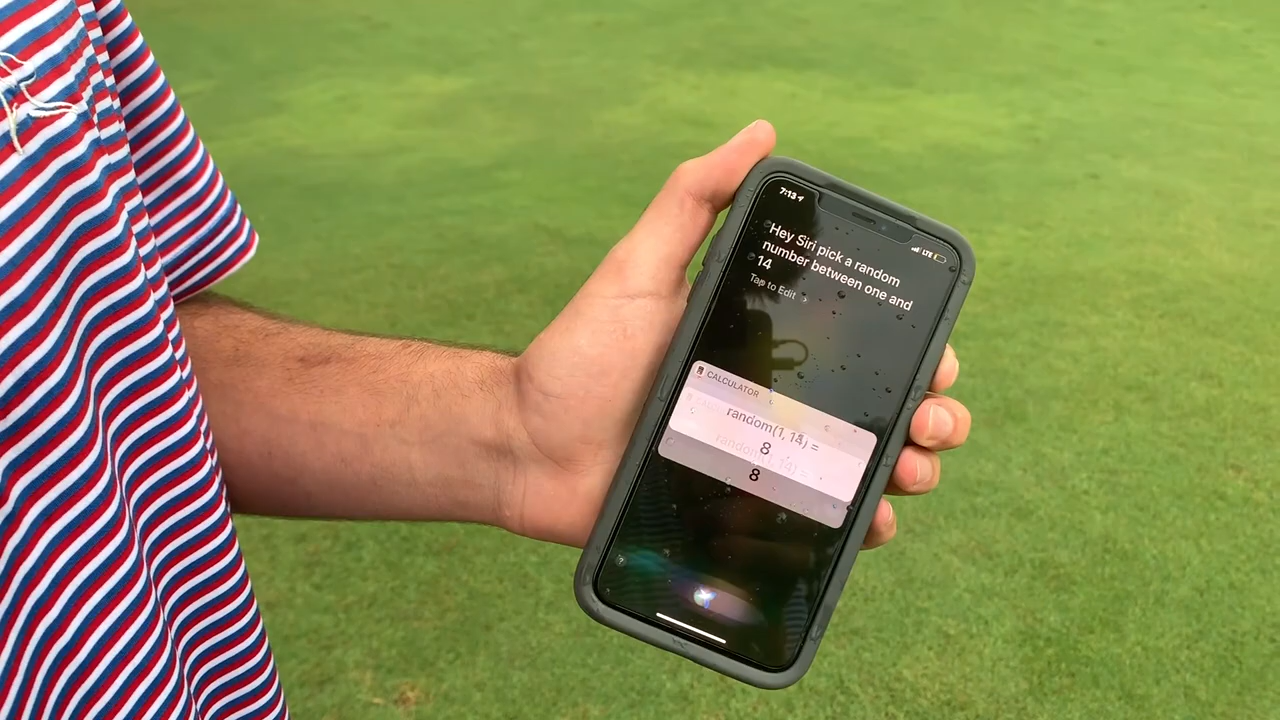 7:13
LTE
Hey Siri pick a random
number between one and
14
Tap to Edit
CALCULATOR
random(1, 14) =
8
random(1, 14) =
8
?